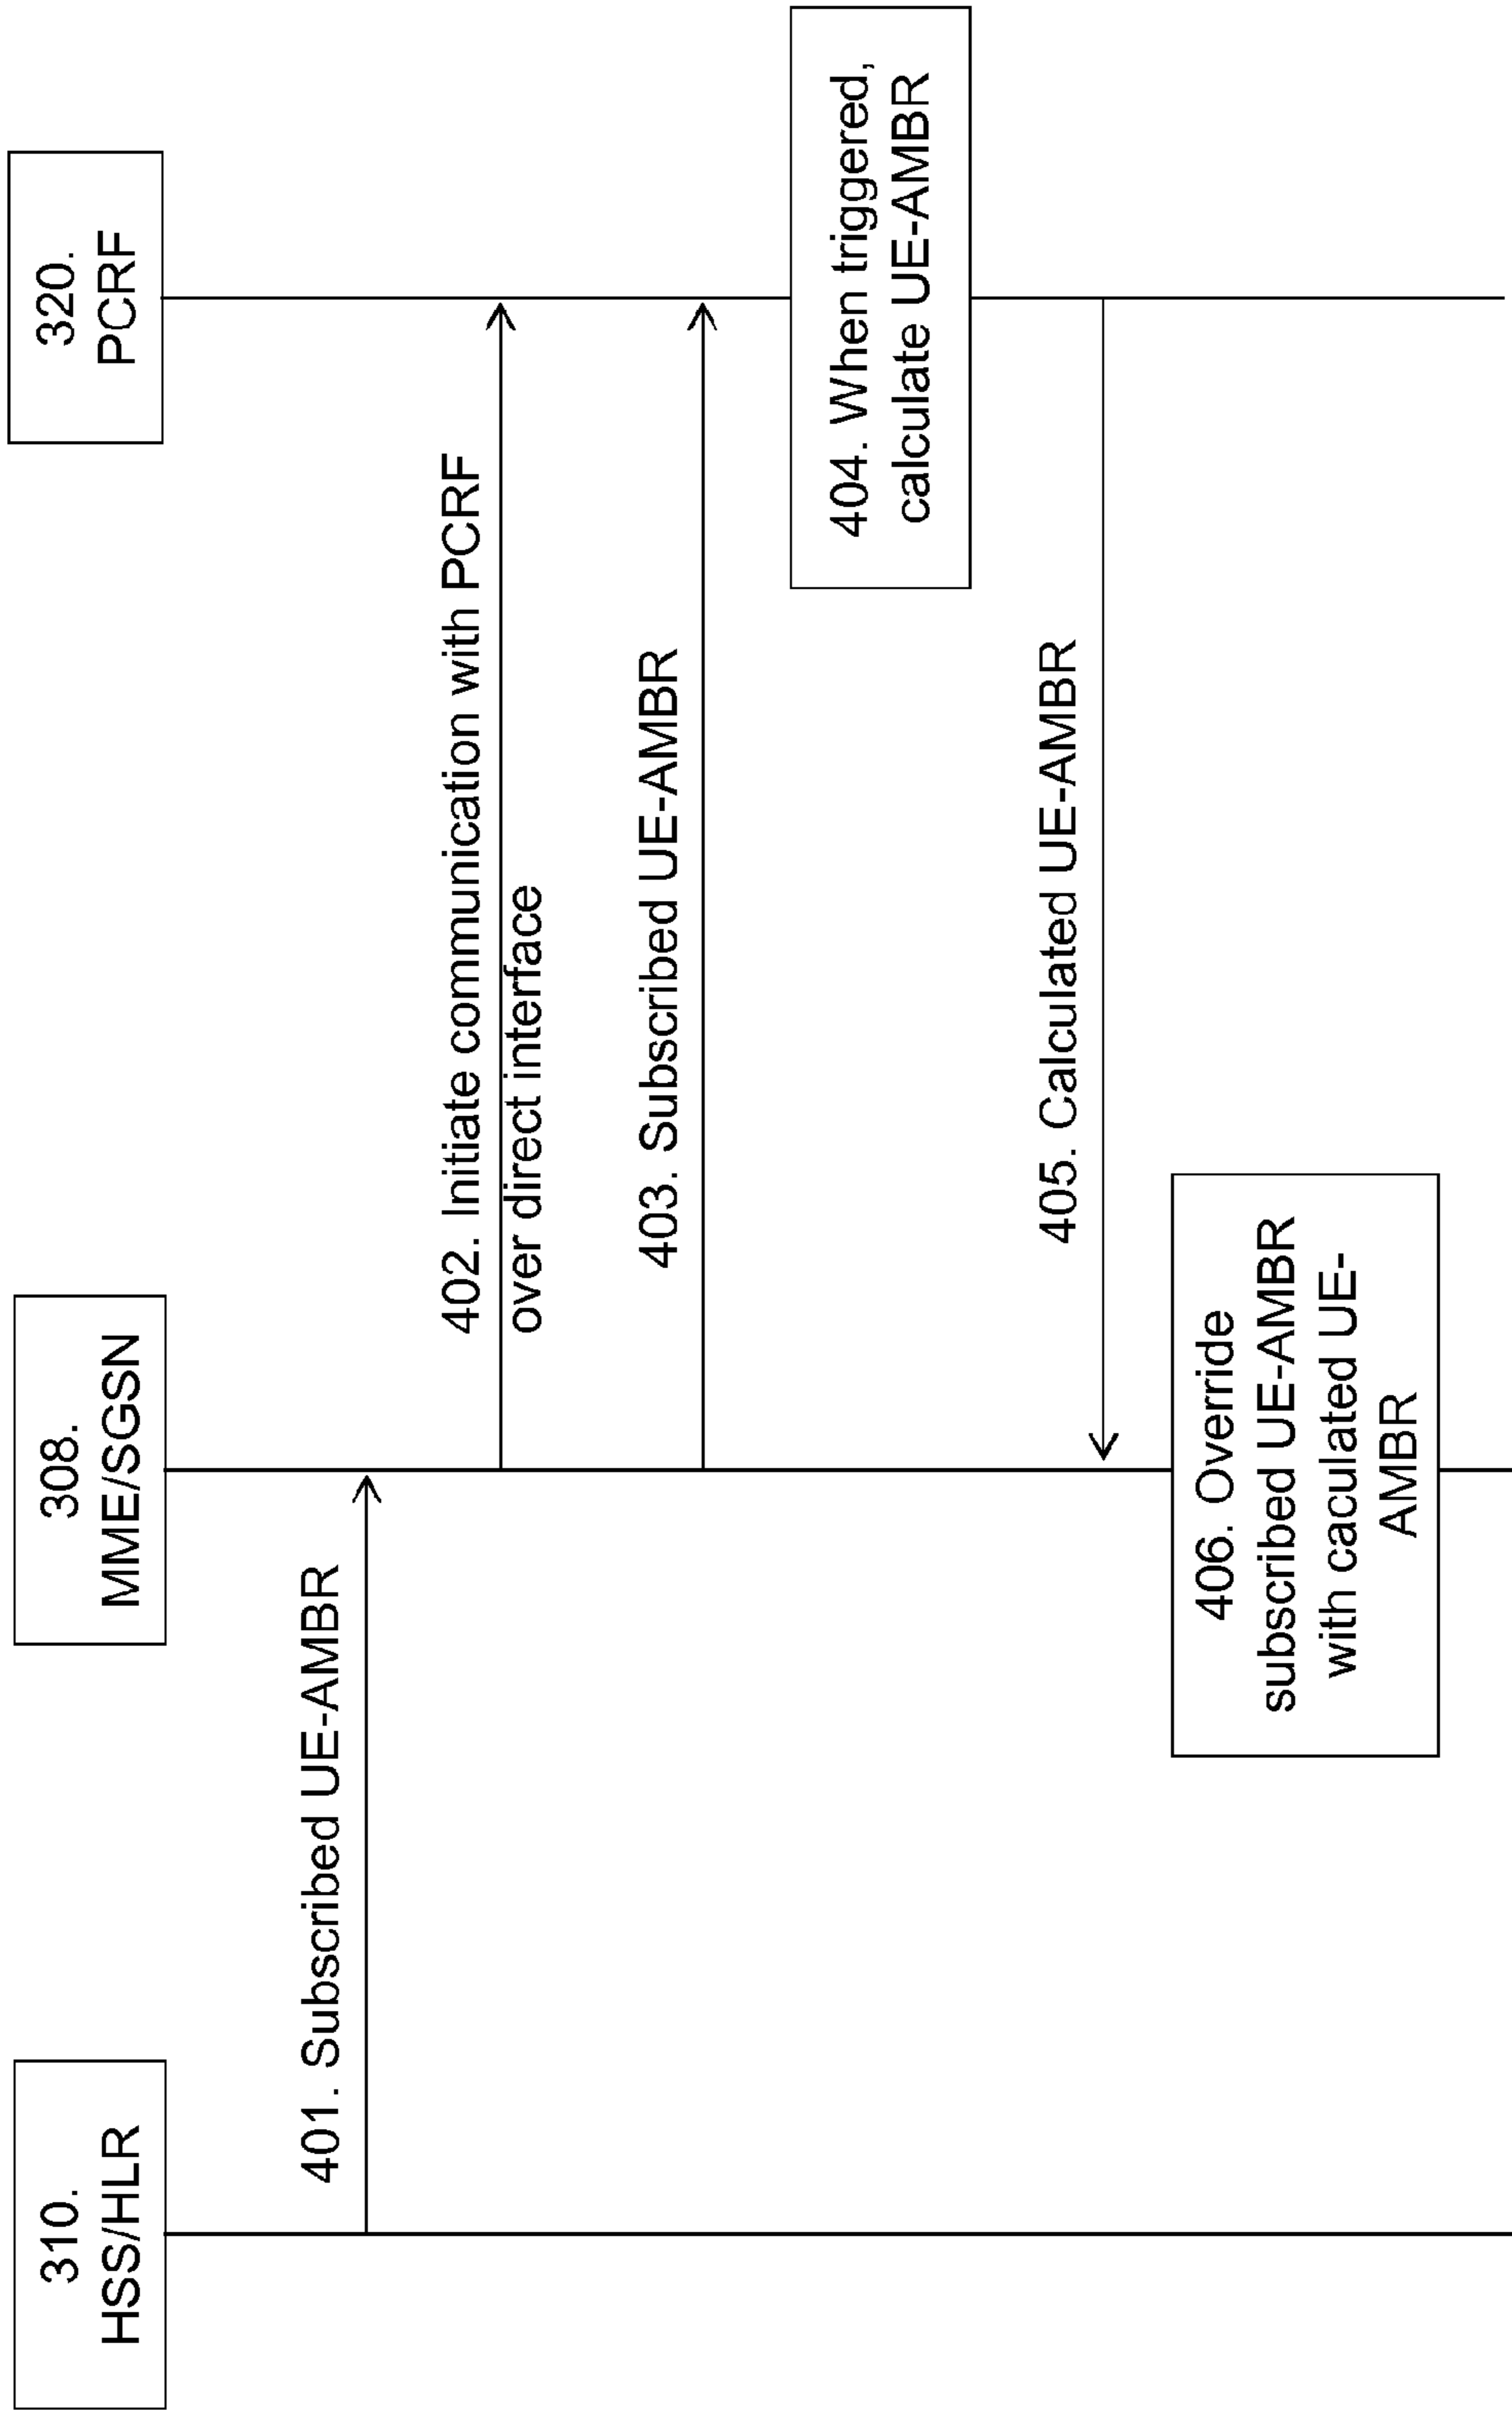 310.
HSS/HLR
308.
MME/SGSN
320.
PCRF
401. Subscribed UE-AMBR
402. Initiate communication with PCRF
over direct interface
403. Subscribed UE-AMBR
404. When triggered,
calculate UE-AMBR
405. Calculated UE-AMBR
406. Override
subscribed UE-AMBR
with caculated UE-
AMBR